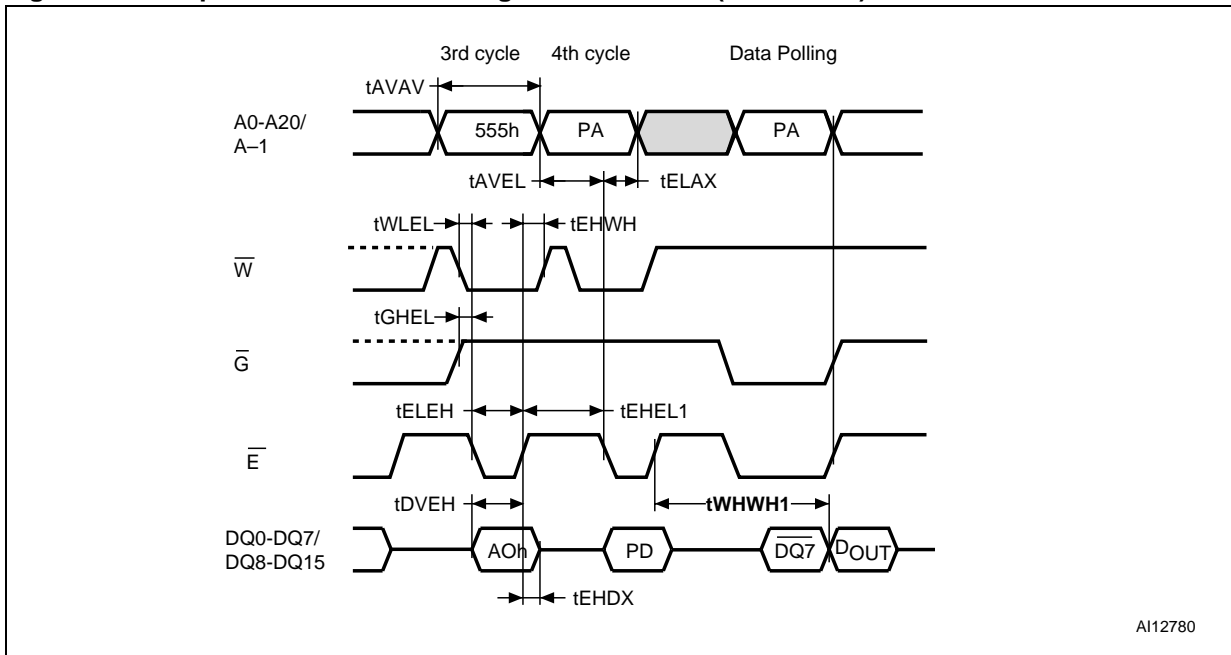 3rd cycle 4th cycle Data Polling
tAVAV
A0-A20/
A–1
555h PA PA
tAVEL tELAX
tWLEL tEHWH
W
tGHEL
G
tELEH tEHEL1
E
tDVEH tWHWH1
DQ0-DQ7/
DQ8-DQ15
AOh PD DQ7 DOUT
tEHDX
AI12780